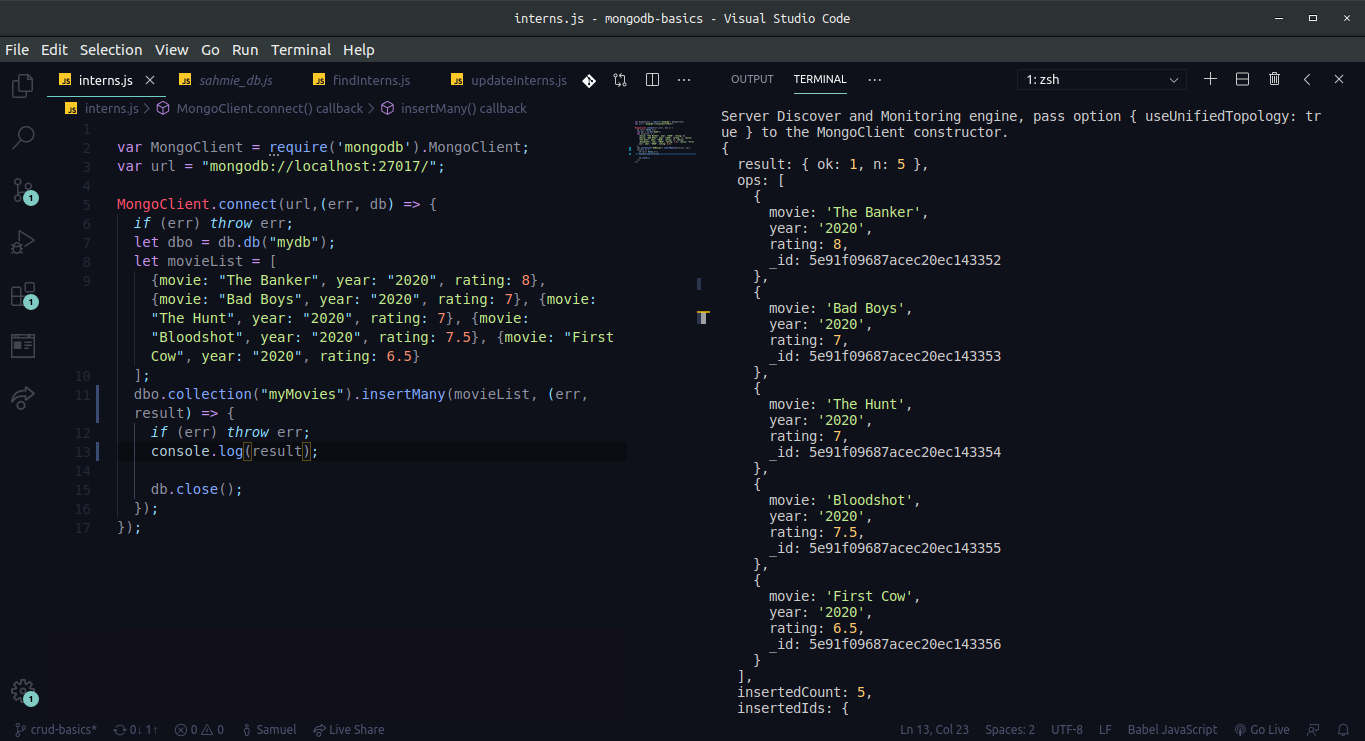 interns.js - mongodb-basics - Visual Studio Code
File Edit Selection View Go Run Terminal Help
JS interns.js JS sahmie_db.js JS findInterns.js JS updateInterns.js
JS interns.js > MongoClient.connect() callback > insertMany() callback
1
2 var MongoClient = require('mongodb').MongoClient;
3 var url = "mongodb://localhost:27017/";
4
5 MongoClient.connect(url,(err, db) => {
6 if (err) throw err;
7 let dbo = db.db("mydb");
8 let movieList = [
9 {movie: "The Banker", year: "2020", rating: 8},
{movie: "Bad Boys", year: "2020", rating: 7}, {movie:
"The Hunt", year: "2020", rating: 7}, {movie:
"Bloodshot", year: "2020", rating: 7.5}, {movie: "First
Cow", year: "2020", rating: 6.5}
10 ];
11 dbo.collection("myMovies").insertMany(movieList, (err,
result) => {
12 if (err) throw err;
13 console.log(result);
14
15 db.close();
16 });
17 });
OUTPUT TERMINAL 1: zsh
Server Discover and Monitoring engine, pass option { useUnifiedTopology: tr
ue } to the MongoClient constructor.
{
result: { ok: 1, n: 5 },
ops: [
{
movie: 'The Banker',
year: '2020',
rating: 8,
_id: 5e91f09687acec20ec143352
},
{
movie: 'Bad Boys',
year: '2020',
rating: 7,
_id: 5e91f09687acec20ec143353
},
{
movie: 'The Hunt',
year: '2020',
rating: 7,
_id: 5e91f09687acec20ec143354
},
{
movie: 'Bloodshot',
year: '2020',
rating: 7.5,
_id: 5e91f09687acec20ec143355
},
{
movie: 'First Cow',
year: '2020',
rating: 6.5,
_id: 5e91f09687acec20ec143356
}
],
insertedCount: 5,
insertedIds: {
1
1
1
crud-basics* 0↓ 1↑ 0 0 Samuel Live Share Ln 13, Col 23 Spaces: 2 UTF-8 LF Babel JavaScript Go Live